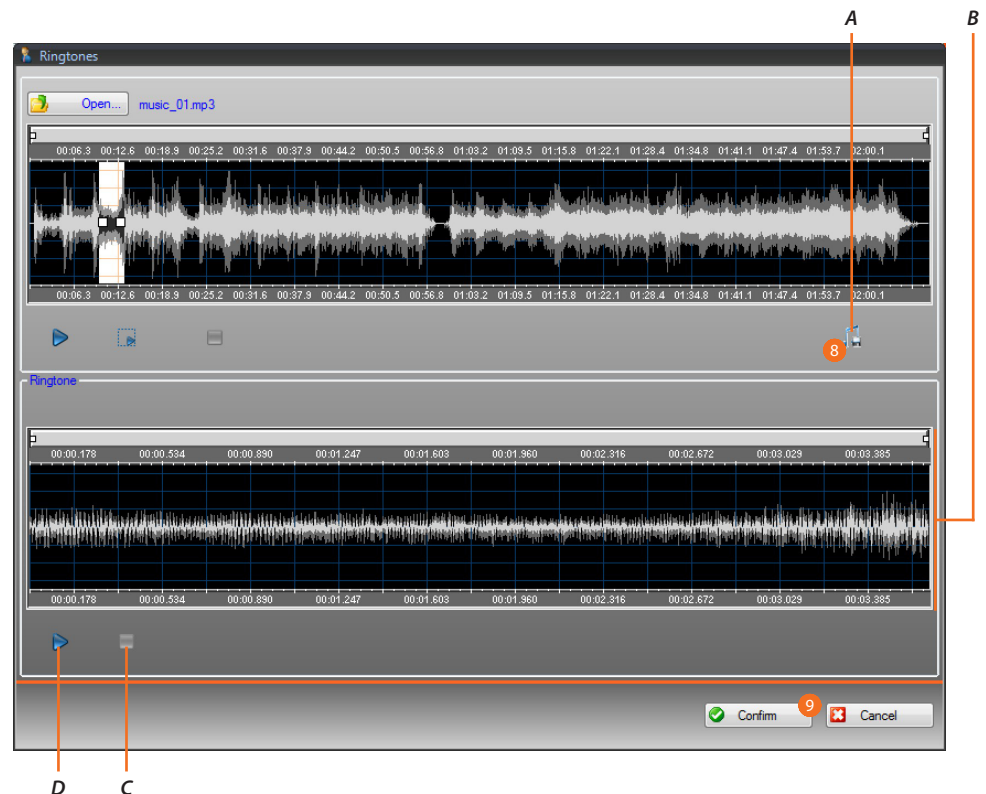 A B
Ringtones
Open... music_01.mp3
00:06.3 00:12.6 00:18.9 00:25.2 00:31.6 00:37.9 00:44.2 00:50.5 00:56.8 01:03.2 01:09.5 01:15.8 01:22.1 01:28.4 01:34.8 01:41.1 01:47.4 01:53.7 02:00.1
00:06.3 00:12.6 00:18.9 00:25.2 00:31.6 00:37.9 00:44.2 00:50.5 00:56.8 01:03.2 01:09.5 01:15.8 01:22.1 01:28.4 01:34.8 01:41.1 01:47.4 01:53.7 02:00.1
8
Ringtone
00:00.178 00:00.534 00:00.890 00:01.247 00:01.603 00:01.960 00:02.316 00:02.672 00:03.029 00:03.385
00:00.178 00:00.534 00:00.890 00:01.247 00:01.603 00:01.960 00:02.316 00:02.672 00:03.029 00:03.385
Confirm 9 Cancel
D C